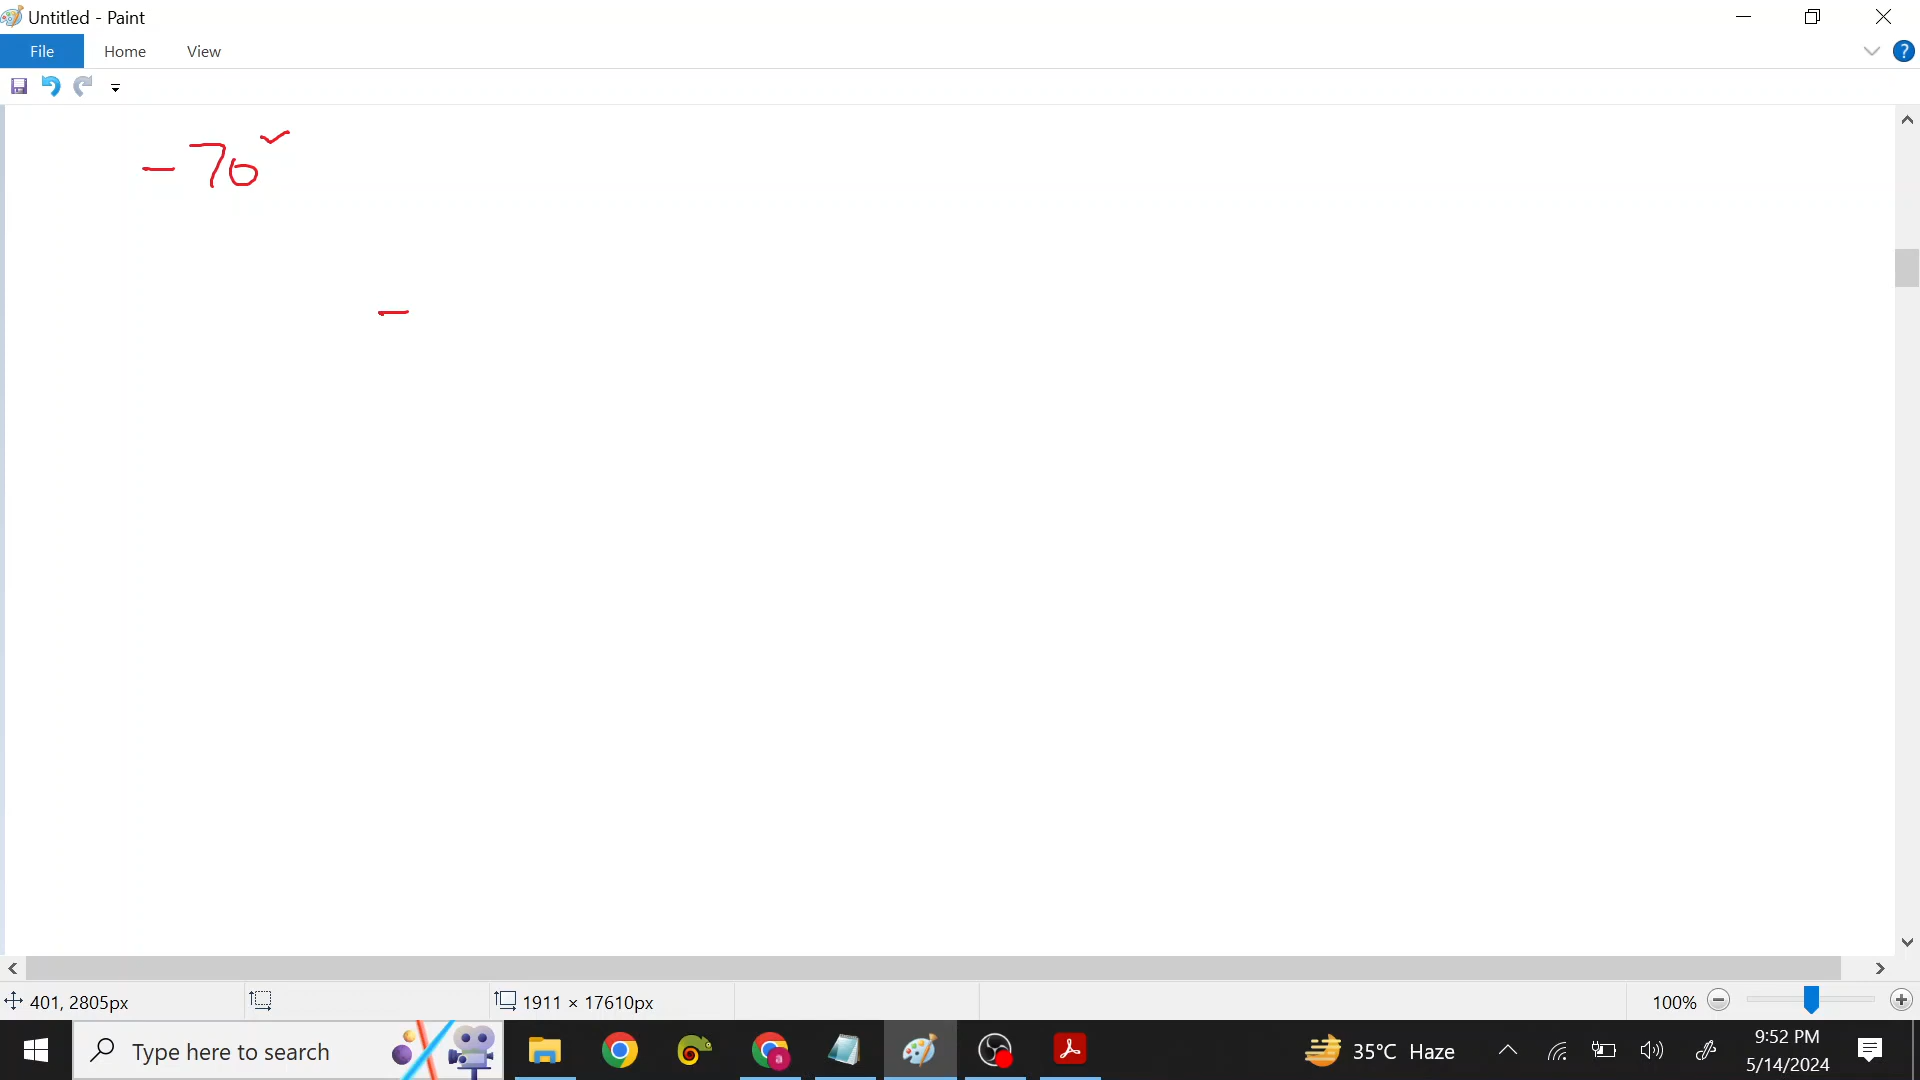 Untitled - Paint
File Home View
?
- 70✓
-
401, 2805px 1911 × 17610px 100%
Type here to search
a
35°C Haze
9:52 PM
5/14/2024